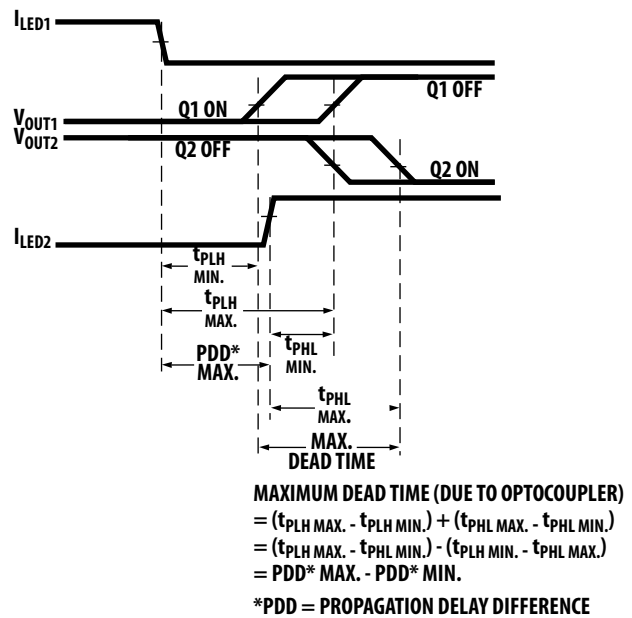 ILED1
Q1 ON
Q1 OFF
VOUT1
VOUT2
Q2 OFF
Q2 ON
ILED2
tPLH
MIN.
tPLH
MAX.
tPHL
MIN.
PDD*
MAX.
tPHL
MAX.
MAX.
DEAD TIME
MAXIMUM DEAD TIME (DUE TO OPTOCOUPLER)
= (tPLH MAX. - tPLH MIN.) + (tPHL MAX. - tPHL MIN.)
= (tPLH MAX. - tPHL MIN.) - (tPLH MIN. - tPHL MAX.)
= PDD* MAX. - PDD* MIN.
*PDD = PROPAGATION DELAY DIFFERENCE